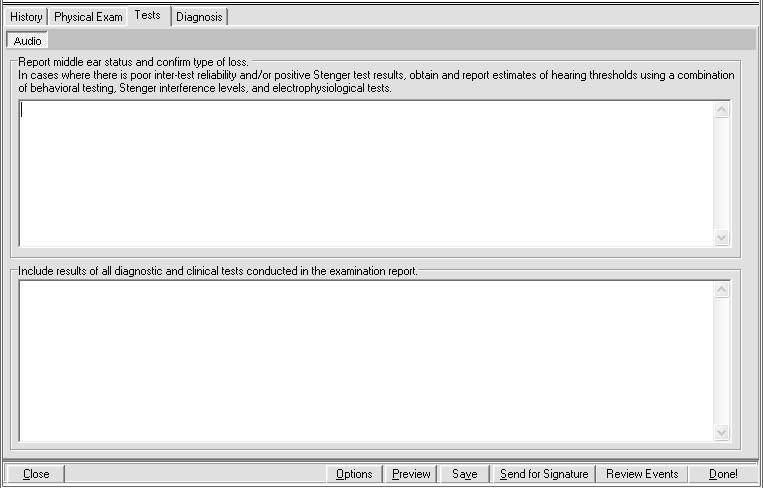 History Physical Exam Tests Diagnosis
Audio
Report middle ear status and confirm type of loss.
In cases where there is poor inter-test reliability and/or positive Stenger test results, obtain and report estimates of hearing thresholds using a combination
of behavioral testing, Stenger interference levels, and electrophysiological tests.
Include results of all diagnostic and clinical tests conducted in the examination report.
Close Options Preview Save Send for Signature Review Events Done!